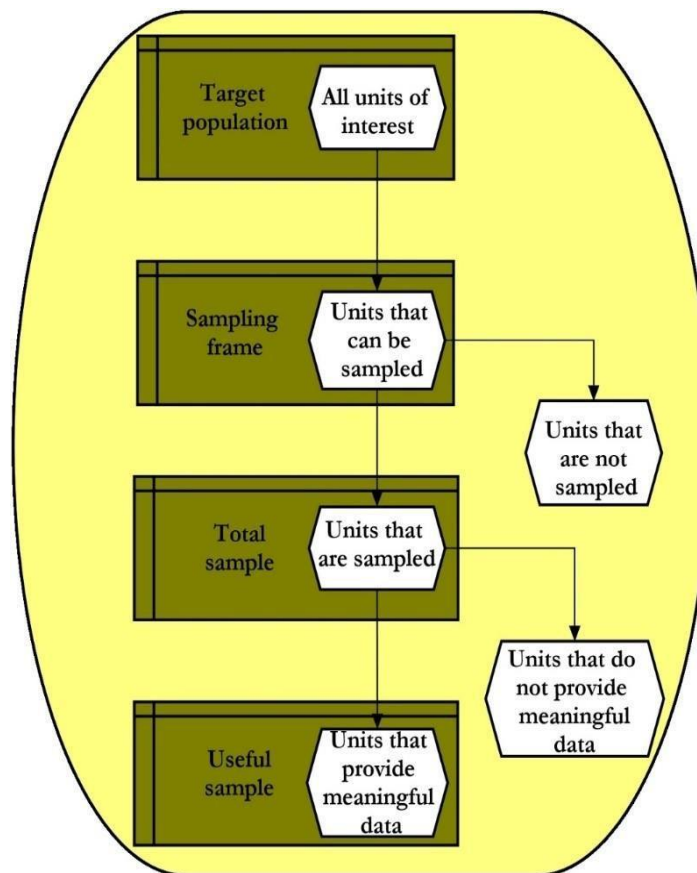 Target
population
All units of
interest
Sampling
frame
Units that
can be
sampled
Units that
are not
sampled
Total
sample
Units that
are sampled
Units that do
not provide
meaningful
data
Useful
sample
Units that
provide
meaningful
data